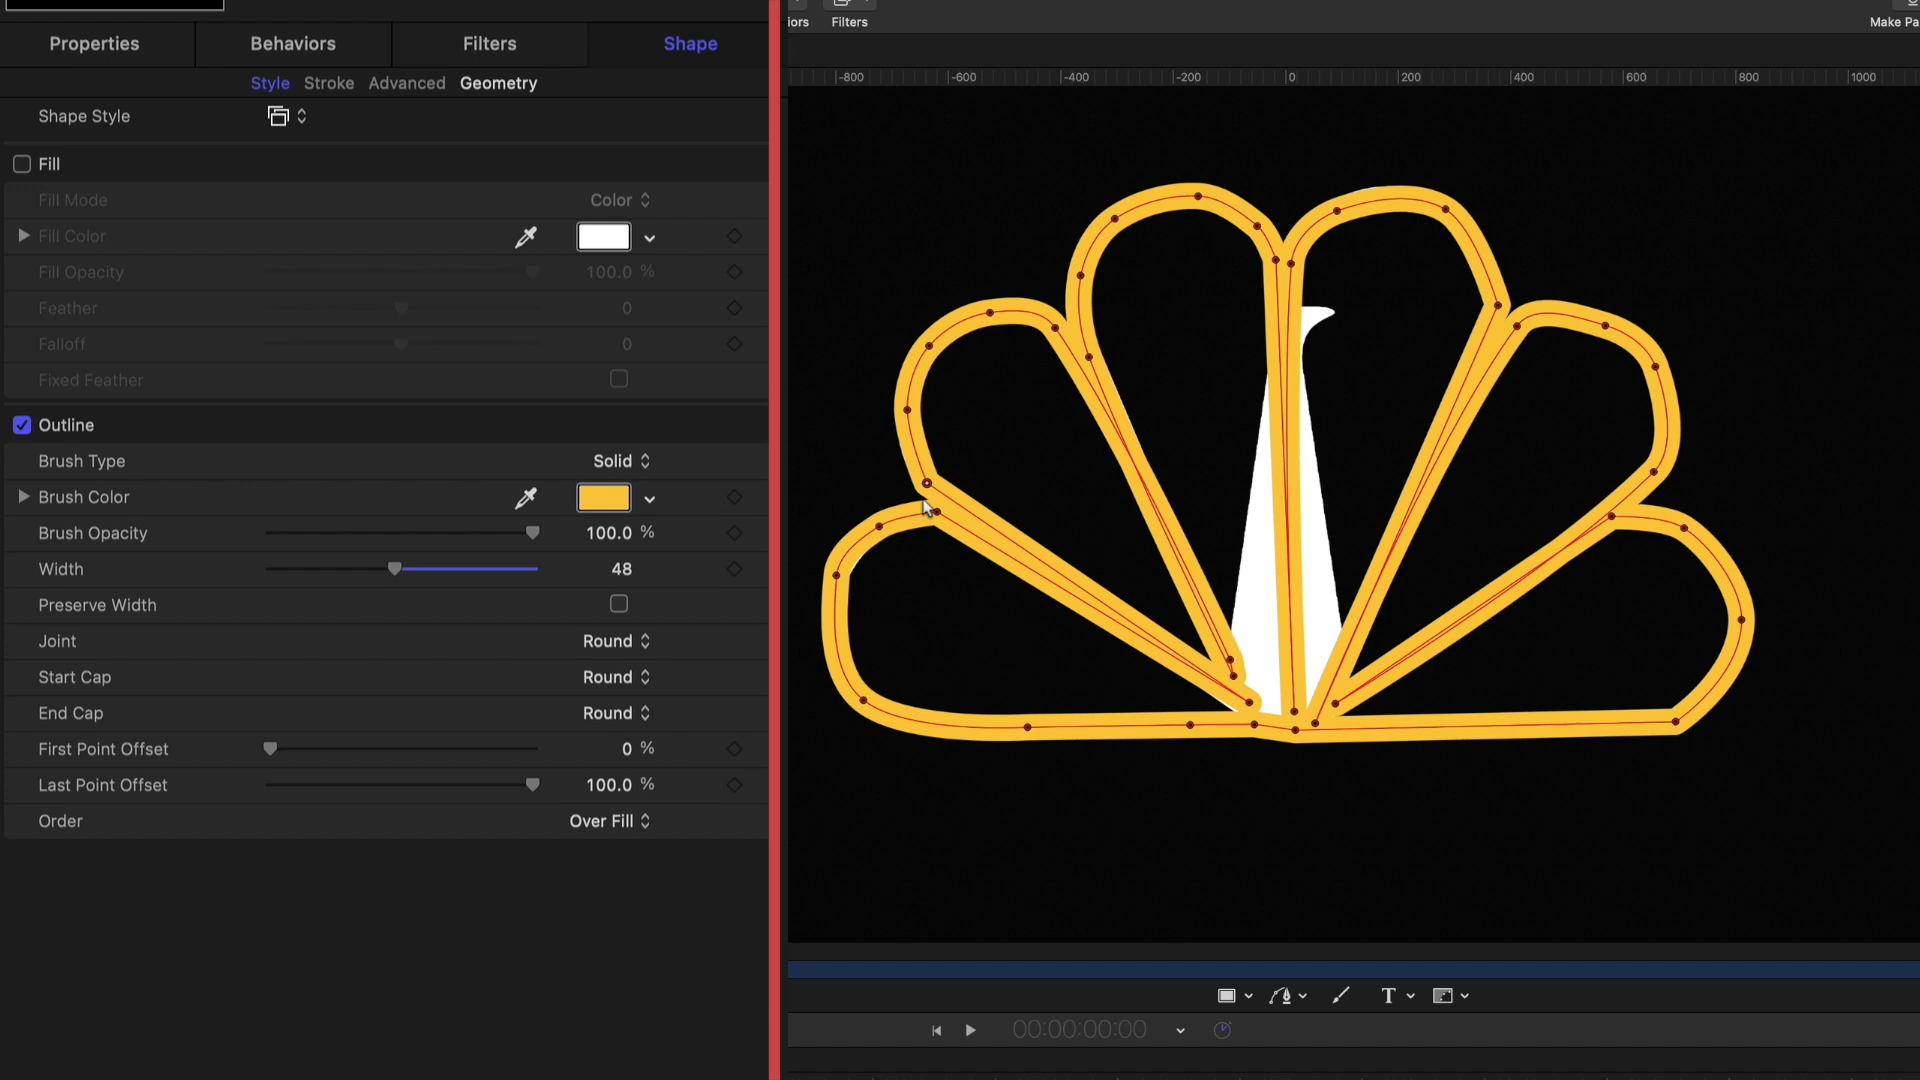 Properties Behaviors Filters Shape
Style Stroke Advanced Geometry
Shape Style
Fill
Fill Mode Color
Fill Color
Fill Opacity 100.0 %
Feather 0
Falloff 0
Fixed Feather
Outline
Brush Type Solid
Brush Color
Brush Opacity 100.0 %
Width 48
Preserve Width
Joint Round
Start Cap Round
End Cap Round
First Point Offset 0 %
Last Point Offset 100.0 %
Order Over Fill
iors Filters Make Pa
-800 -600 -400 -200 0 200 400 600 800 1000
T
00:00:00:00